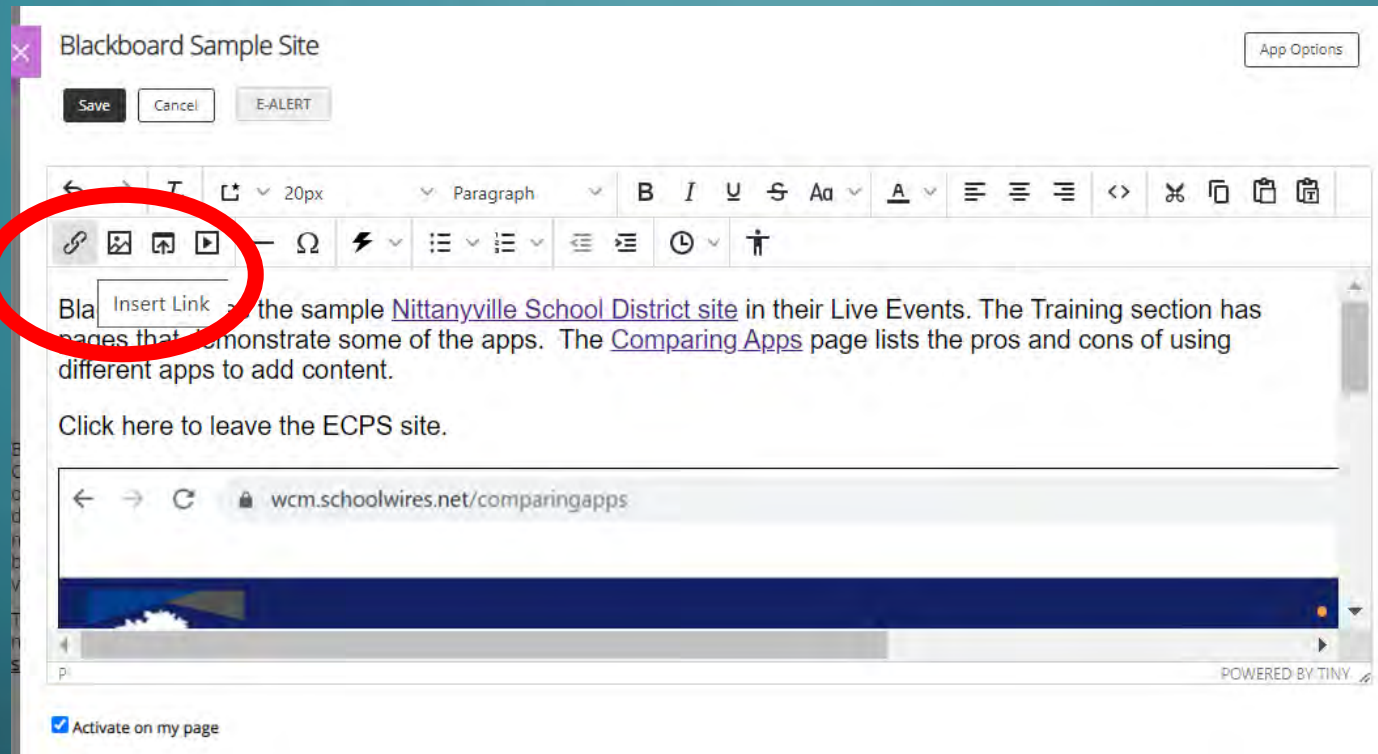 Blackboard Sample Site
App Options
Save Cancel E-ALERT
20px Paragraph B I U S Aa A
Ω
Insert Link
Bla the sample Nittanyville School District site in their Live Events. The Training section has
pages that demonstrate some of the apps. The Comparing Apps page lists the pros and cons of using
different apps to add content.
Click here to leave the ECPS site.
wcm.schoolwires.net/comparingapps
P
POWERED BY TINY
Activate on my page